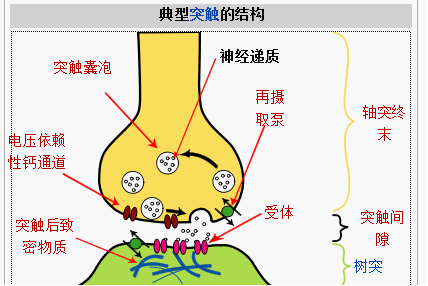 典型突触的结构
突触囊泡
神经递质
再摄
取泵
轴突终
末
电压依赖
性钙通道
突触后致
密物质
受体
突触间
隙
树突